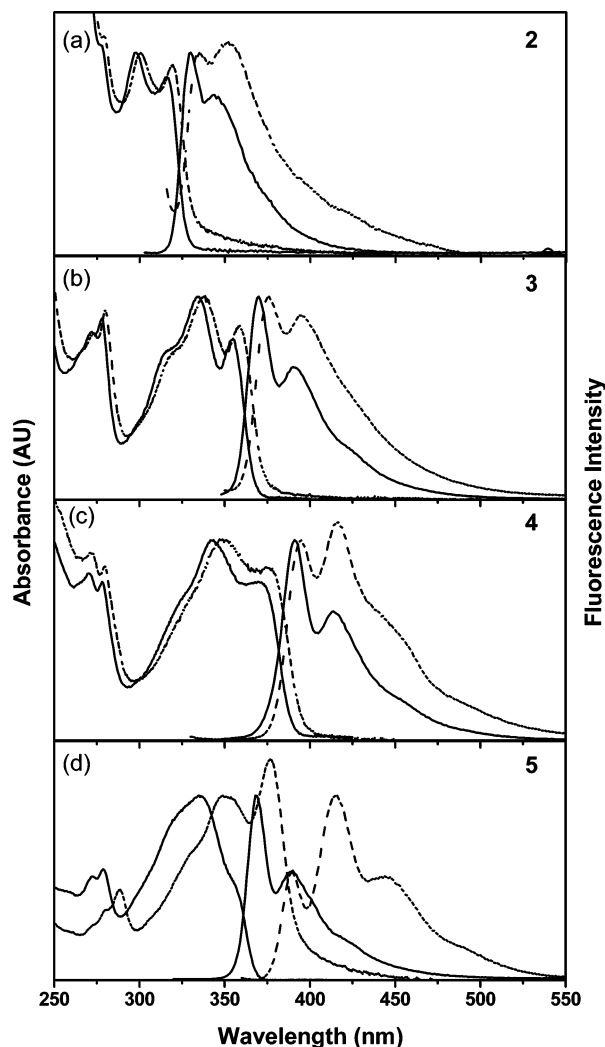 (a)
2
(b)
3
(c)
4
(d)
5
Absorbance (AU)
Fluorescence Intensity
250 300 350 400 450 500 550
Wavelength (nm)